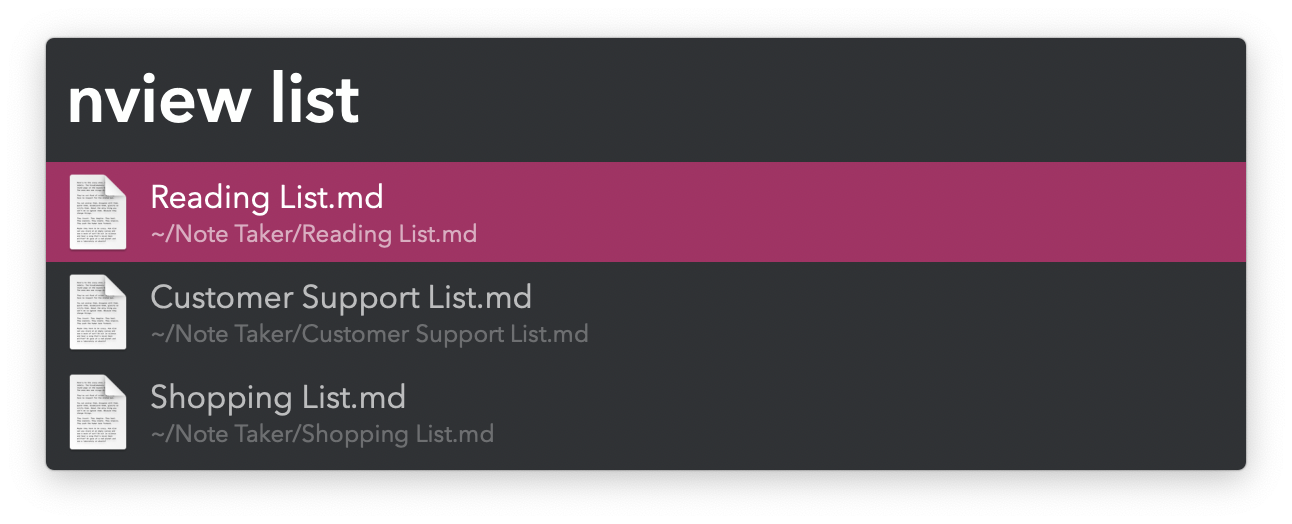 nview list
Reading List.md
~/Note Taker/Reading List.md
Customer Support List.md
~/Note Taker/Customer Support List.md
Shopping List.md
~/Note Taker/Shopping List.md